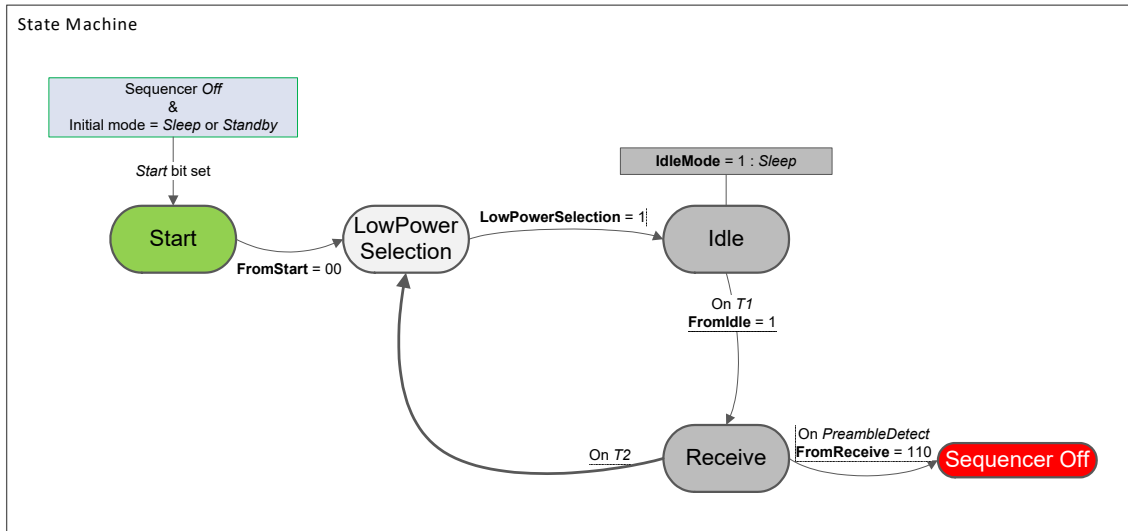 State Machine
Sequencer Off
&
Initial mode = Sleep or Standby
Start bit set
IdleMode = 1 : Sleep
Start
FromStart = 00
LowPower
Selection
LowPowerSelection = 1
Idle
On T1
FromIdle = 1
On T2
Receive
On PreambleDetect
FromReceive = 110
Sequencer Off